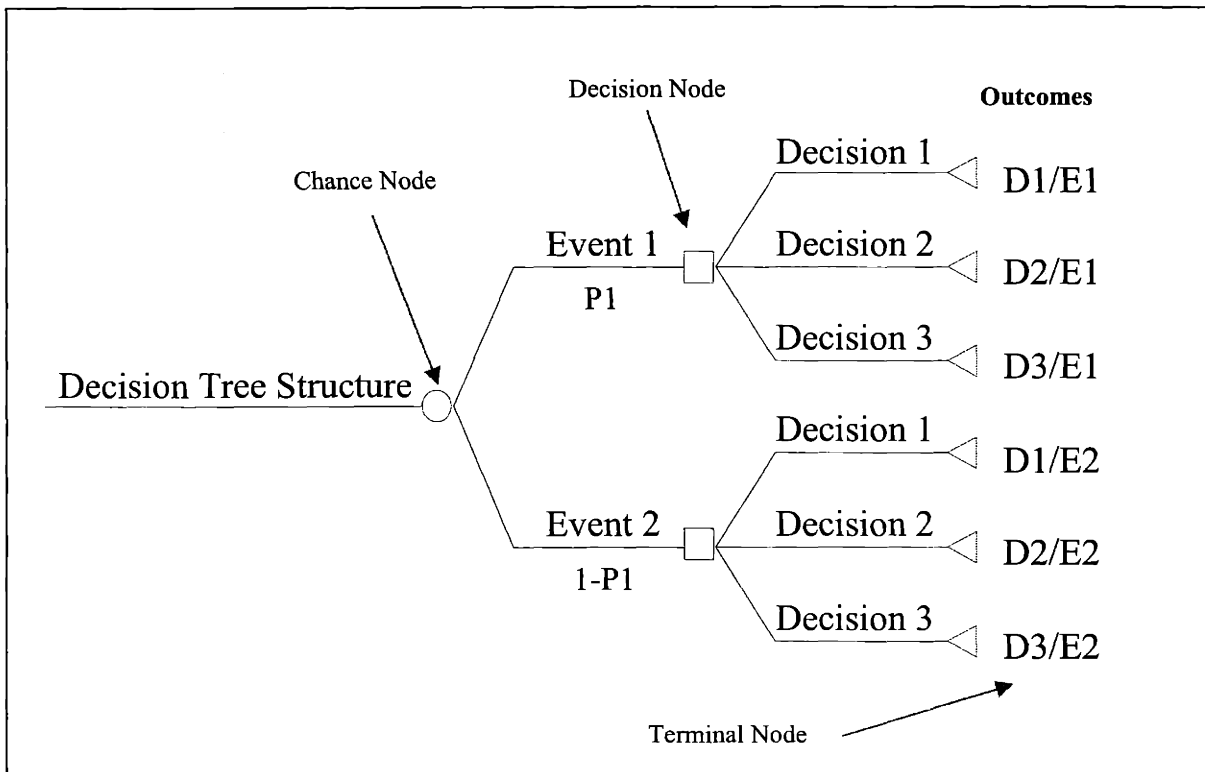 Decision Node
Outcomes
Chance Node
Decision 1
D1/E1
Event 1
P1
Decision 2
D2/E1
Decision 3
D3/E1
Decision Tree Structure
Decision 1
D1/E2
Event 2
1-P1
Decision 2
D2/E2
Decision 3
D3/E2
Terminal Node